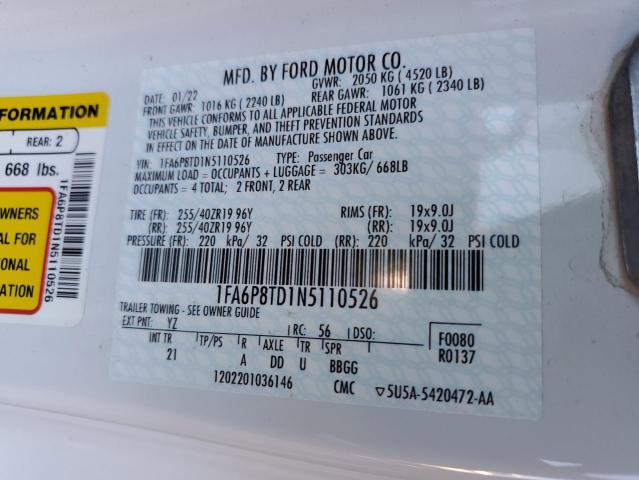 FORMATION
REAR: 2
668 lbs.
OWNERS
AL FOR
IONAL
ATION
1FA6P8TD1N5110526
MFD. BY FORD MOTOR CO.
DATE: 01/22 GVWR: 2050 KG ( 4520 LB)
FRONT GAWR: 1016 KG ( 2240 LB) REAR GAWR: 1061 KG ( 2340 LB)
THIS VEHICLE CONFORMS TO ALL APPLICABLE FEDERAL MOTOR
VEHICLE SAFETY, BUMPER, AND THEFT PREVENTION STANDARDS
IN EFFECT ON THE DATE OF MANUFACTURE SHOWN ABOVE.
VIN: 1FA6P8TD1N5110526 TYPE: Passenger Car
MAXIMUM LOAD = OCCUPANTS + LUGGAGE = 303KG/ 668LB
OCCUPANTS = 4 TOTAL; 2 FRONT, 2 REAR
TIRE (FR): 255/40ZR19 96Y RIMS (FR): 19x9.0J
(RR): 255/40ZR19 96Y (RR): 19x9.0J
PRESSURE (FR): 220 kPa/ 32 PSI COLD (RR): 220 kPa/ 32 PSI COLD
1FA6P8TD1N5110526
TRAILER TOWING - SEE OWNER GUIDE
EXT PNT: YZ RC: 56 DSO: F0080
INT TR TP/PS R AXLE TR SPR R0137
21 A DD U BBGG
1202201036146 CMC ▽5U5A-5420472-AA